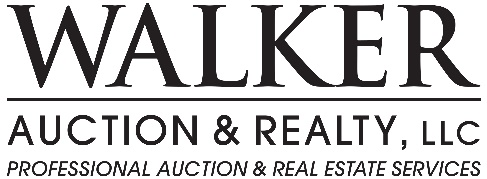 WALKER
AUCTION & REALTY, LLC
PROFESSIONAL AUCTION & REAL ESTATE SERVICES